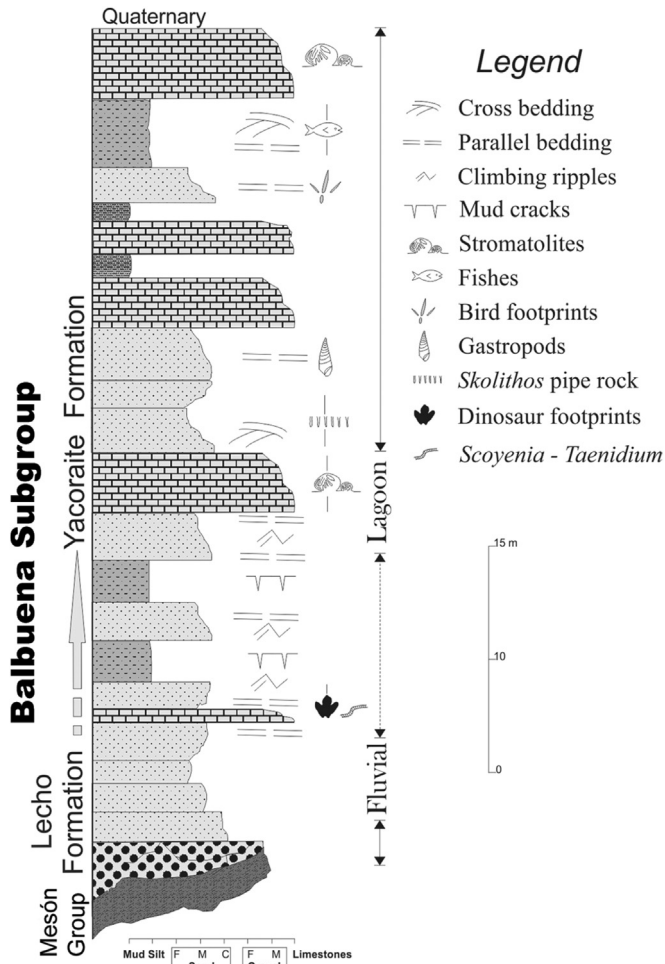 Quaternary
Legend
Cross bedding
Parallel bedding
Climbing ripples
Mud cracks
Stromatolites
Fishes
Bird footprints
Gastropods
Skolithos pipe rock
Dinosaur footprints
Scoyenia - Taenidium
Balbuena Subgroup
Yacoraite Formation
Lecho
Formation
Mesón
Group
Lagoon
Fluvial
15 m
10
0
Mud Silt F M C F M Limestones